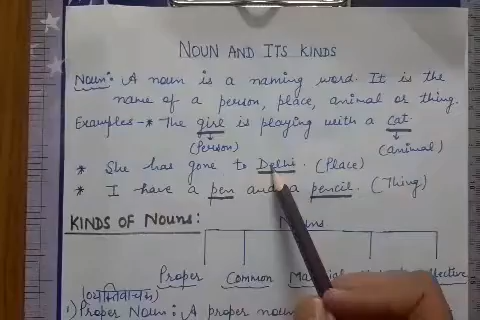 NOUN AND ITS KINDS
Noun: A noun is a naming word. It is the
name of a person, place, animal or thing.
Examples-* The girl is playing with a cat.
(Person) (animal)
* She has gone to Delhi. (Place)
* I have a pen and a pencil. (Thing)
KINDS OF NOUNS: Nouns
Proper Common
(व्यक्तिवाचक)
1) Proper Noun: A proper noun